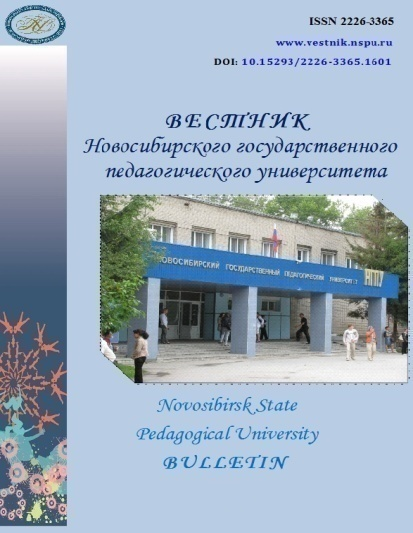 ISSN 2226-3365
www.vestnik.nspu.ru
DOI: 10.15293/2226-3365.1601
ВЕСТНИК
Новосибирского государственного
педагогического университета
НОВОСИБИРСКИЙ ГОСУДАРСТВЕННЫЙ ПЕДАГОГИЧЕСКИЙ УНИВЕРСИТЕТ НГПУ
Novosibirsk State
Pedagogical University
BULLETIN